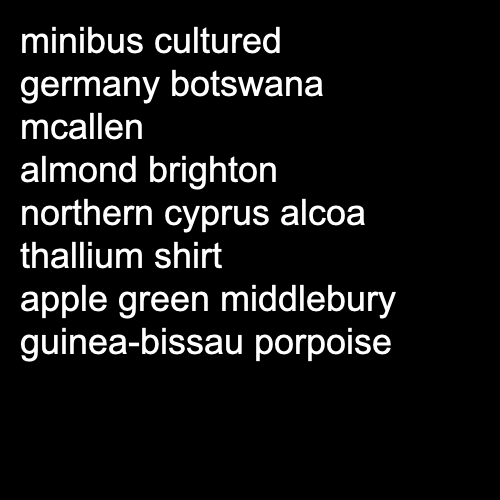 minibus cultured
germany botswana
mcallen
almond brighton
northern cyprus alcoa
thallium shirt
apple green middlebury
guinea-bissau porpoise